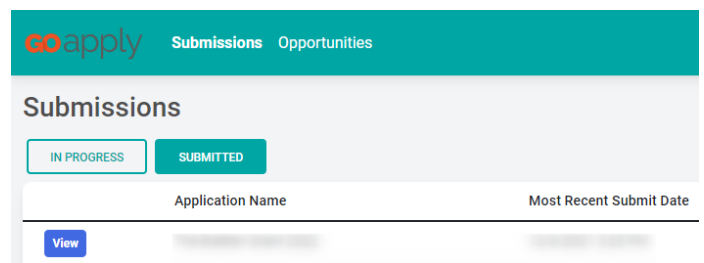 GOapply Submissions Opportunities
Submissions
IN PROGRESS SUBMITTED
Application Name Most Recent Submit Date
View